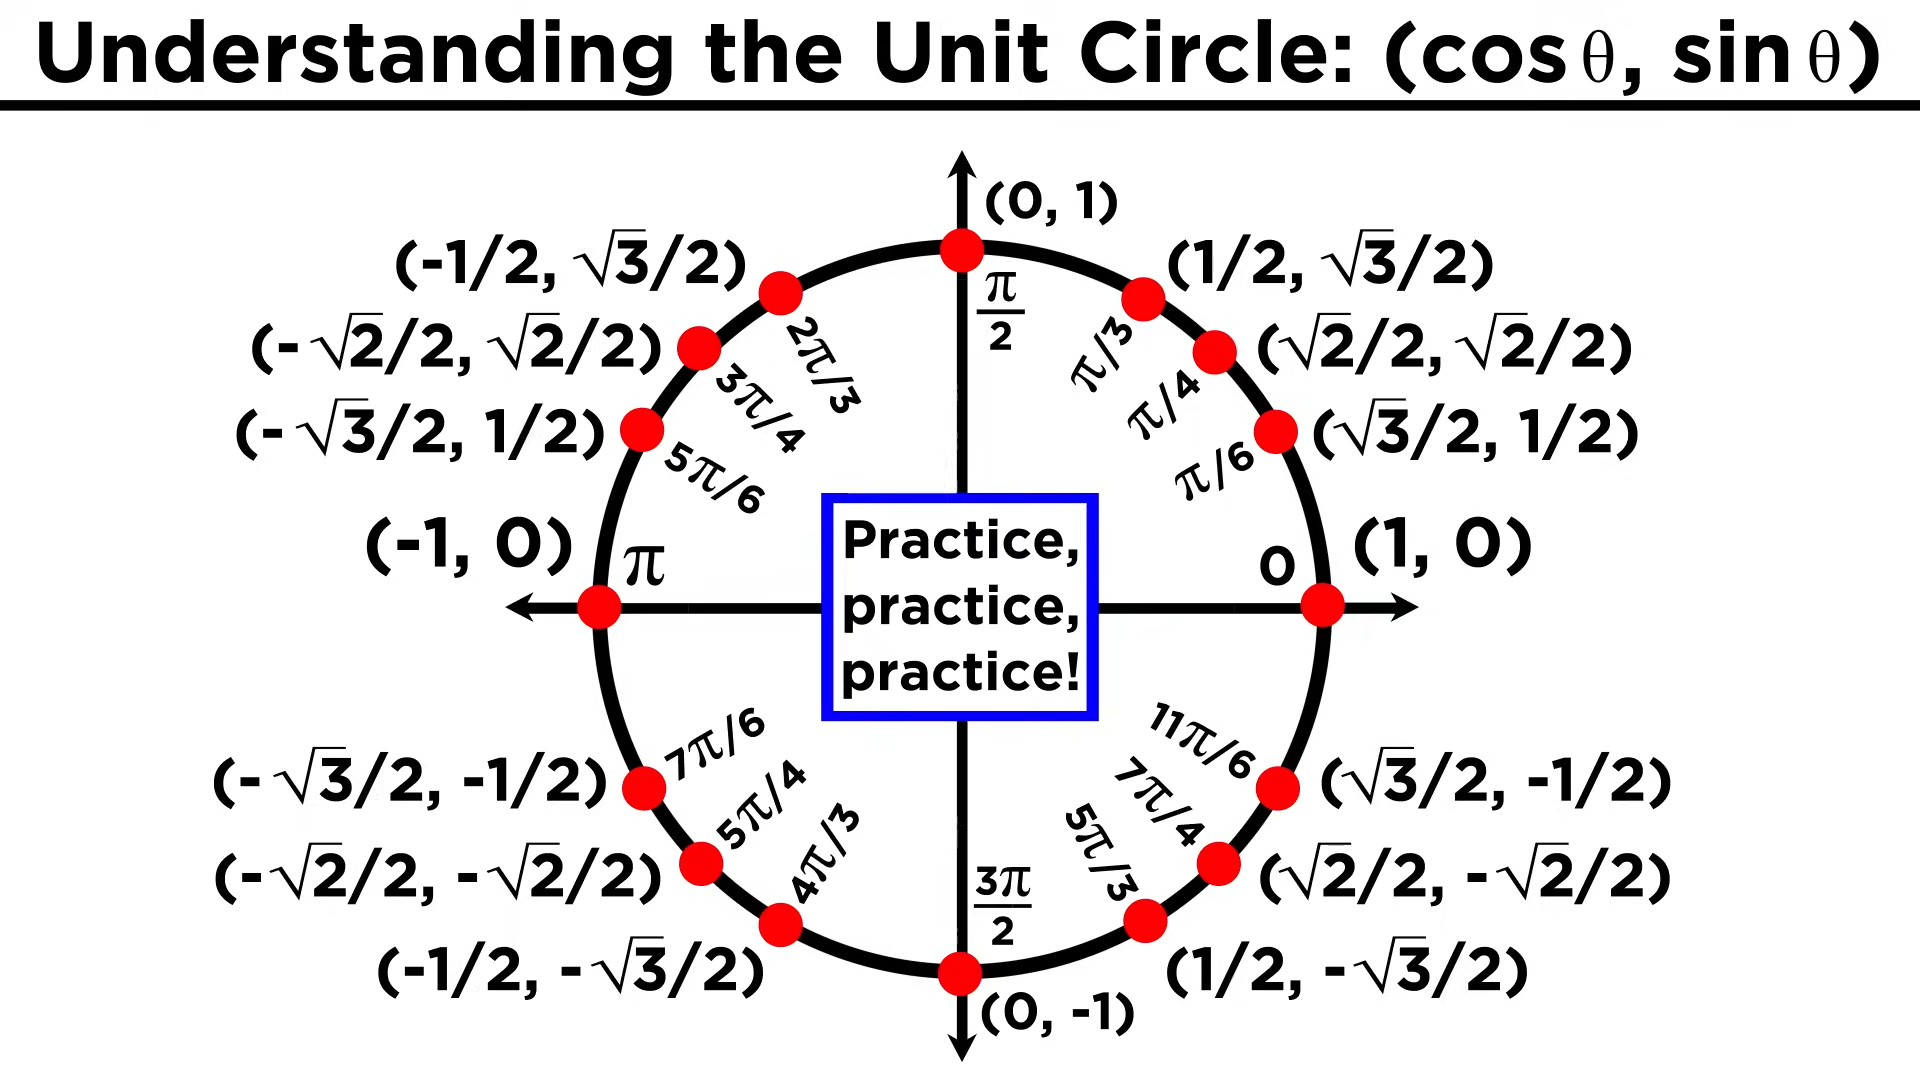 Understanding the Unit Circle: (cos θ, sin θ)
(0, 1)
(-1/2, √3/2)
(1/2, √3/2)
π/2
2π/3
π/3
(-√2/2, √2/2)
(√2/2, √2/2)
3π/4
π/4
(-√3/2, 1/2)
(√3/2, 1/2)
5π/6
π/6
(-1, 0)
π
0
(1, 0)
Practice,
practice,
practice!
7π/6
11π/6
(-√3/2, -1/2)
(√3/2, -1/2)
5π/4
7π/4
(-√2/2, -√2/2)
(√2/2, -√2/2)
4π/3
5π/3
3π/2
(-1/2, -√3/2)
(1/2, -√3/2)
(0, -1)